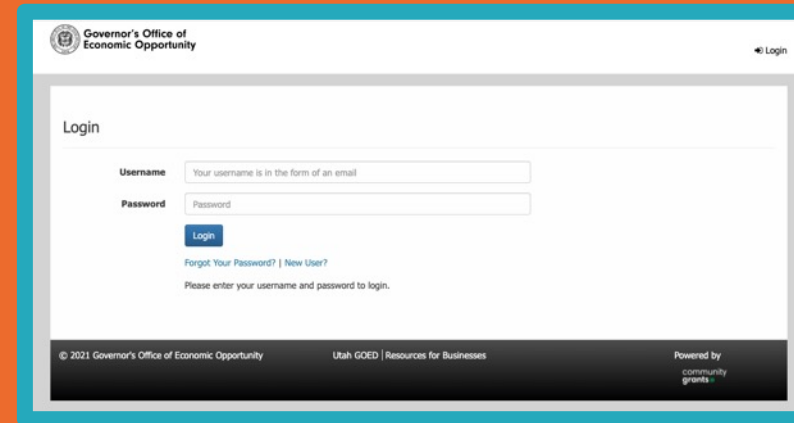 Governor's Office of
Economic Opportunity
Login
Login
Username
Your username is in the form of an email
Password
Password
Login
Forgot Your Password? | New User?
Please enter your username and password to login.
© 2021 Governor's Office of Economic Opportunity
Utah GOED | Resources for Businesses
Powered by
community
grants